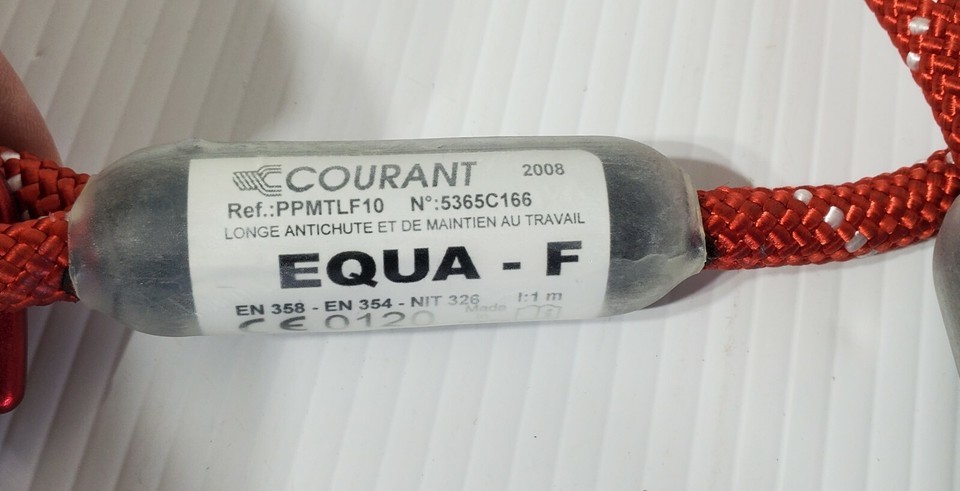 COURANT 2008
Ref.:PPMTLF10 N°:5365C166
LONGE ANTICHUTE ET DE MAINTIEN AU TRAVAIL
EQUA - F
EN 358 - EN 354 - NIT 326 l:1 m
CE 0120 Made